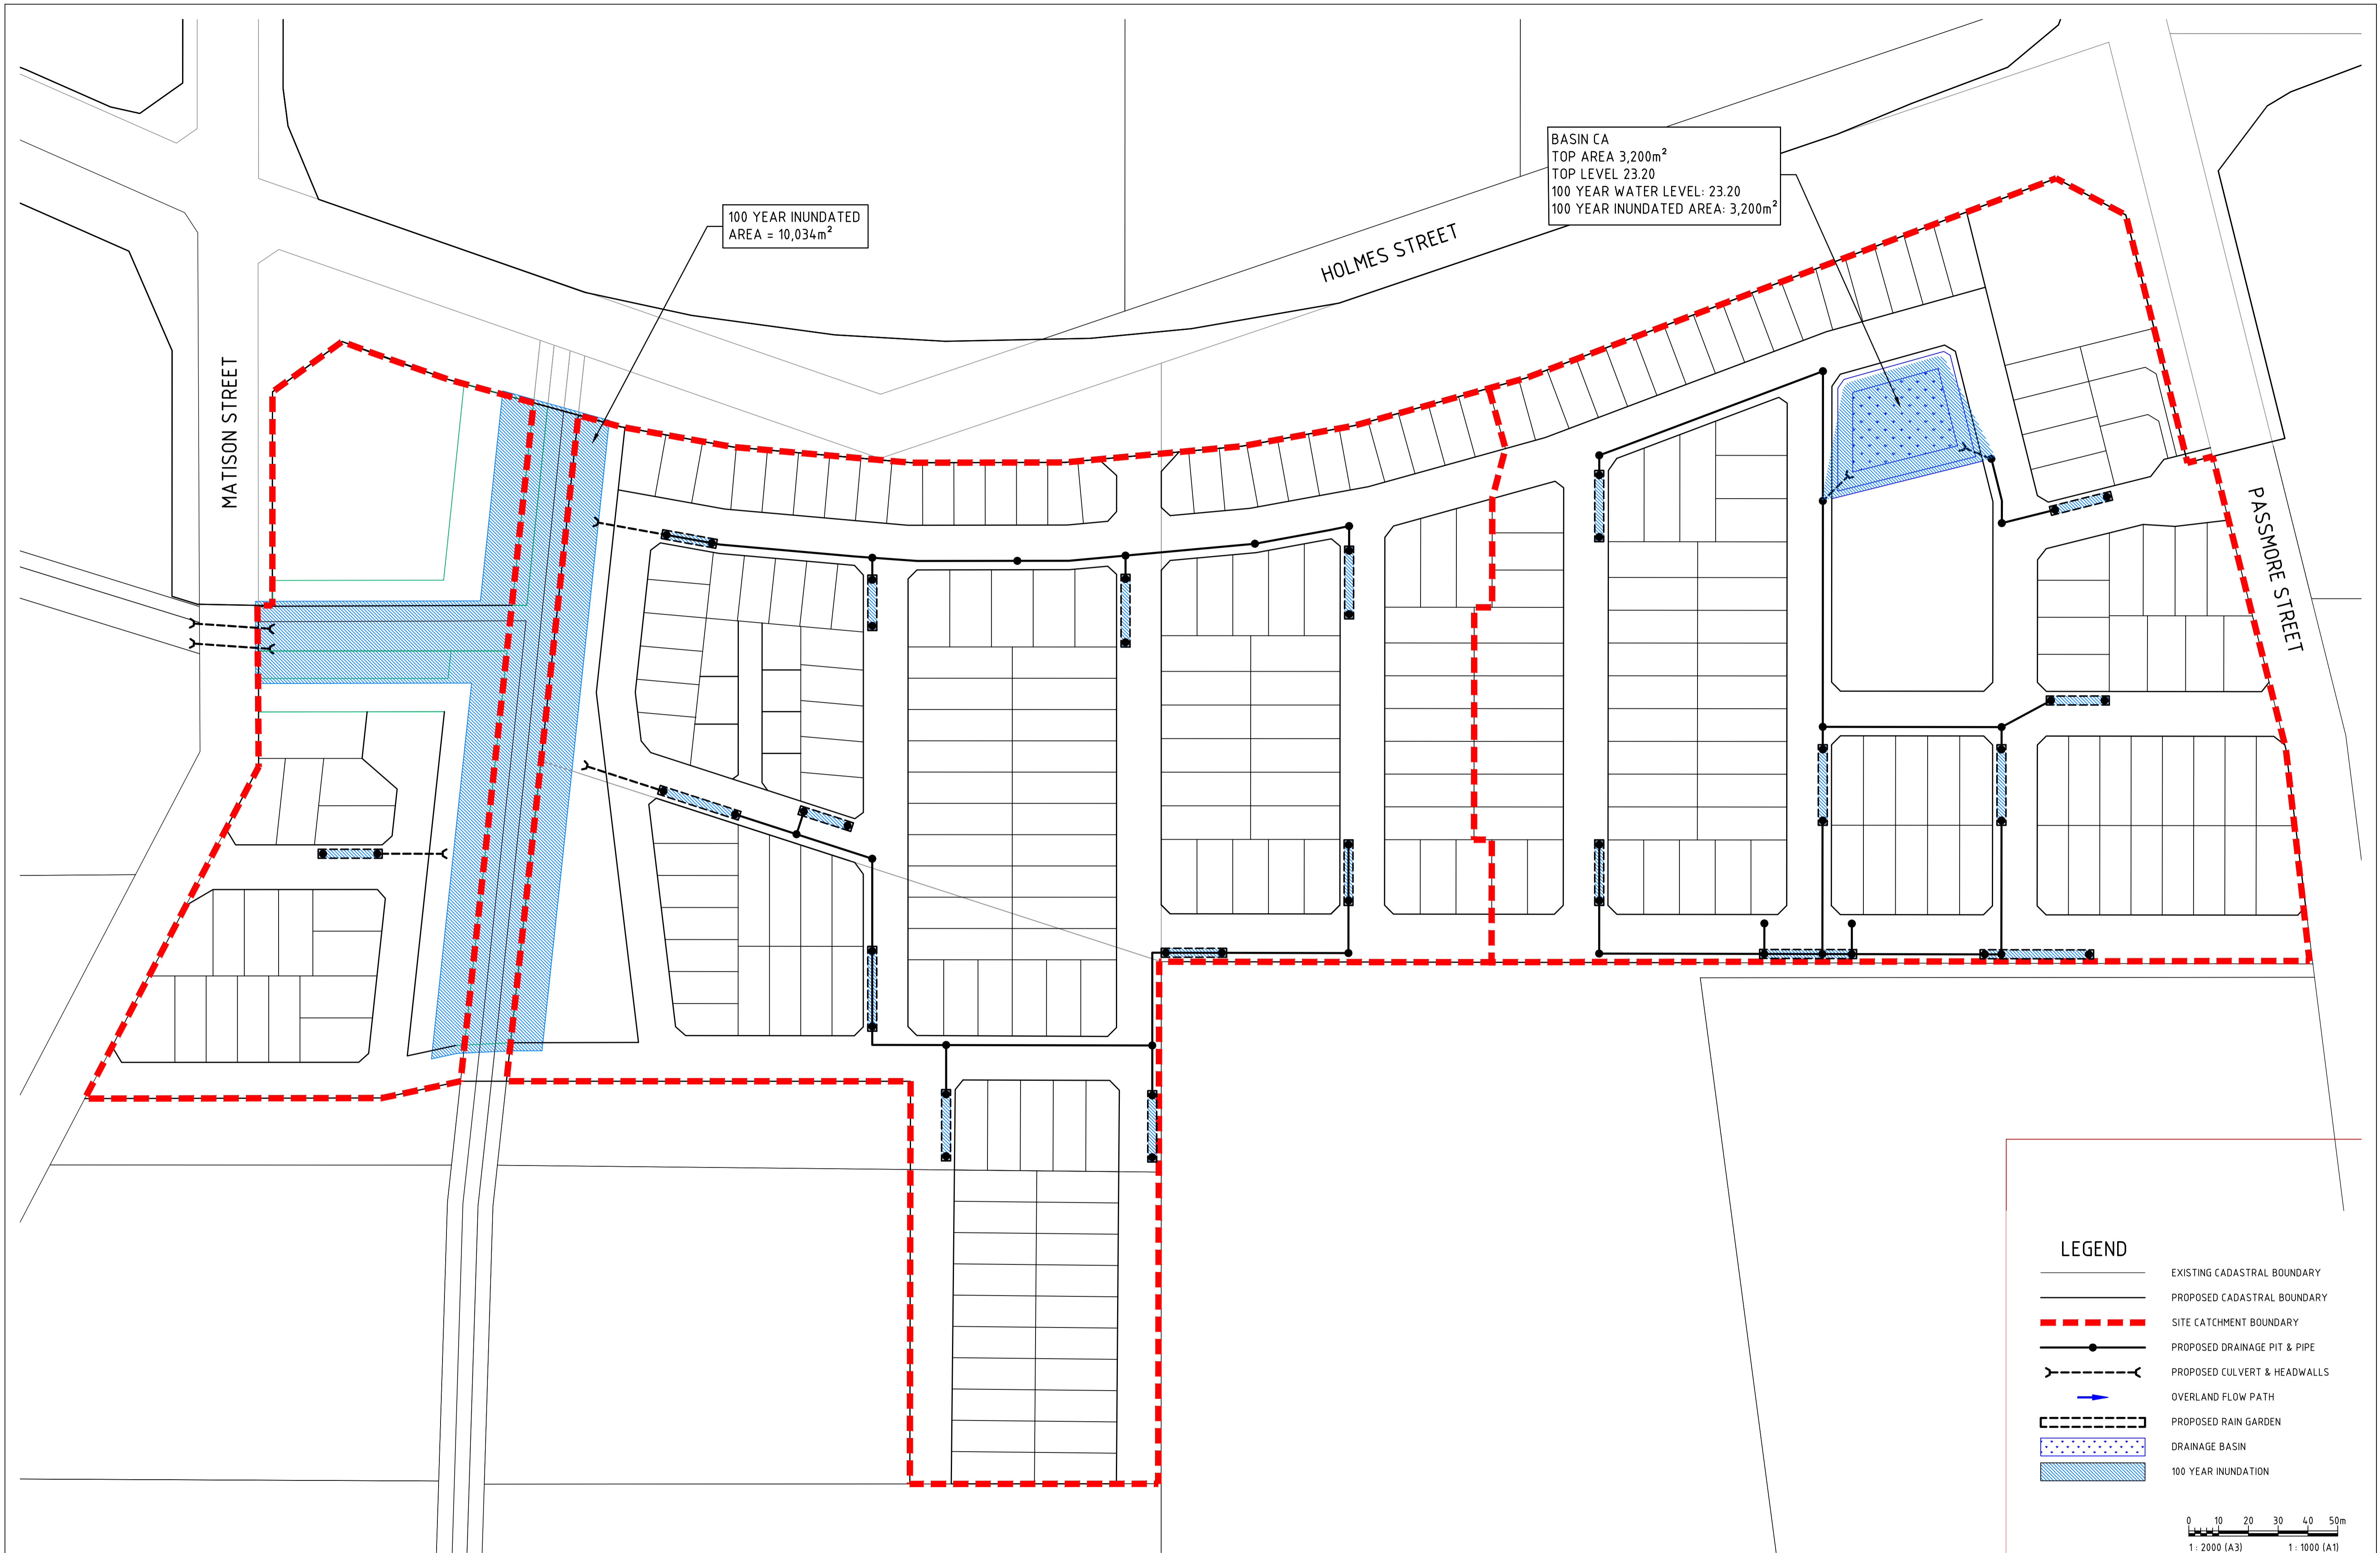 BASIN CA
TOP AREA 3,200m²
TOP LEVEL 23.20
100 YEAR WATER LEVEL: 23.20
100 YEAR INUNDATED AREA: 3,200m²
100 YEAR INUNDATED
AREA = 10,034m²
HOLMES STREET
MATISON STREET
PASSMORE STREET
LEGEND
EXISTING CADASTRAL BOUNDARY
PROPOSED CADASTRAL BOUNDARY
SITE CATCHMENT BOUNDARY
PROPOSED DRAINAGE PIT & PIPE
PROPOSED CULVERT & HEADWALLS
OVERLAND FLOW PATH
PROPOSED RAIN GARDEN
DRAINAGE BASIN
100 YEAR INUNDATION
0 10 20 30 40 50m
1 : 2000 (A3) 1 : 1000 (A1)